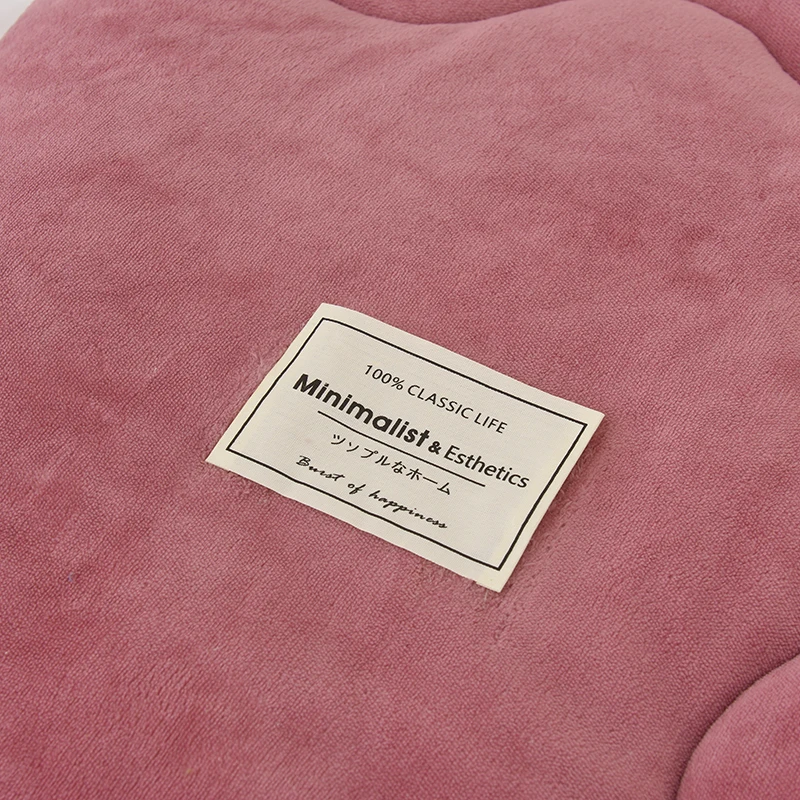 100% CLASSIC LIFE
Minimalist & Esthetics
ツソプルなホーム
Burst of happiness